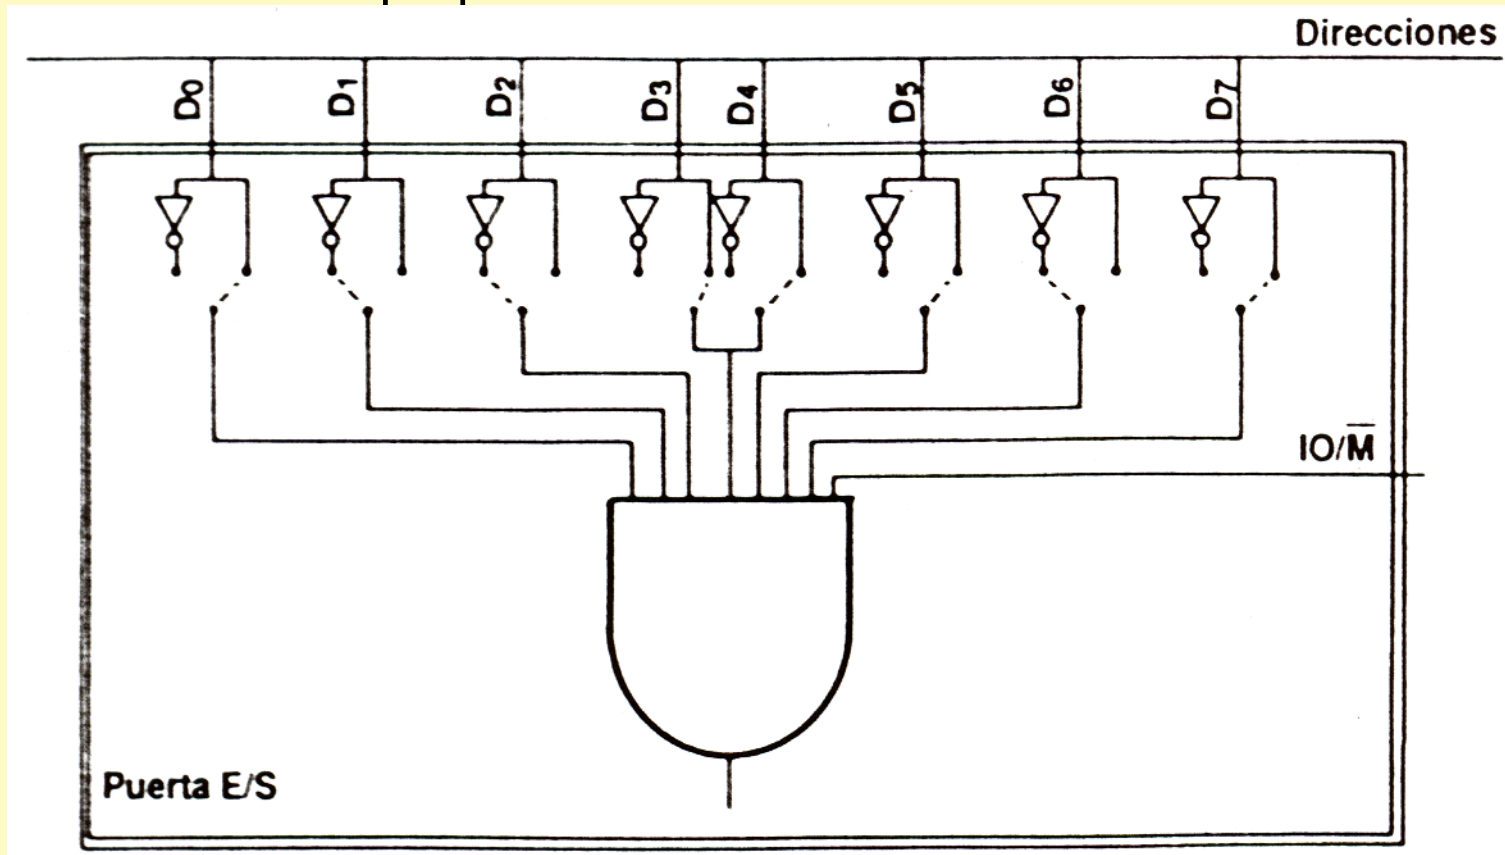 Direcciones
D0
D1
D2
D3
D4
D5
D6
D7
IO/M̅
Puerta E/S